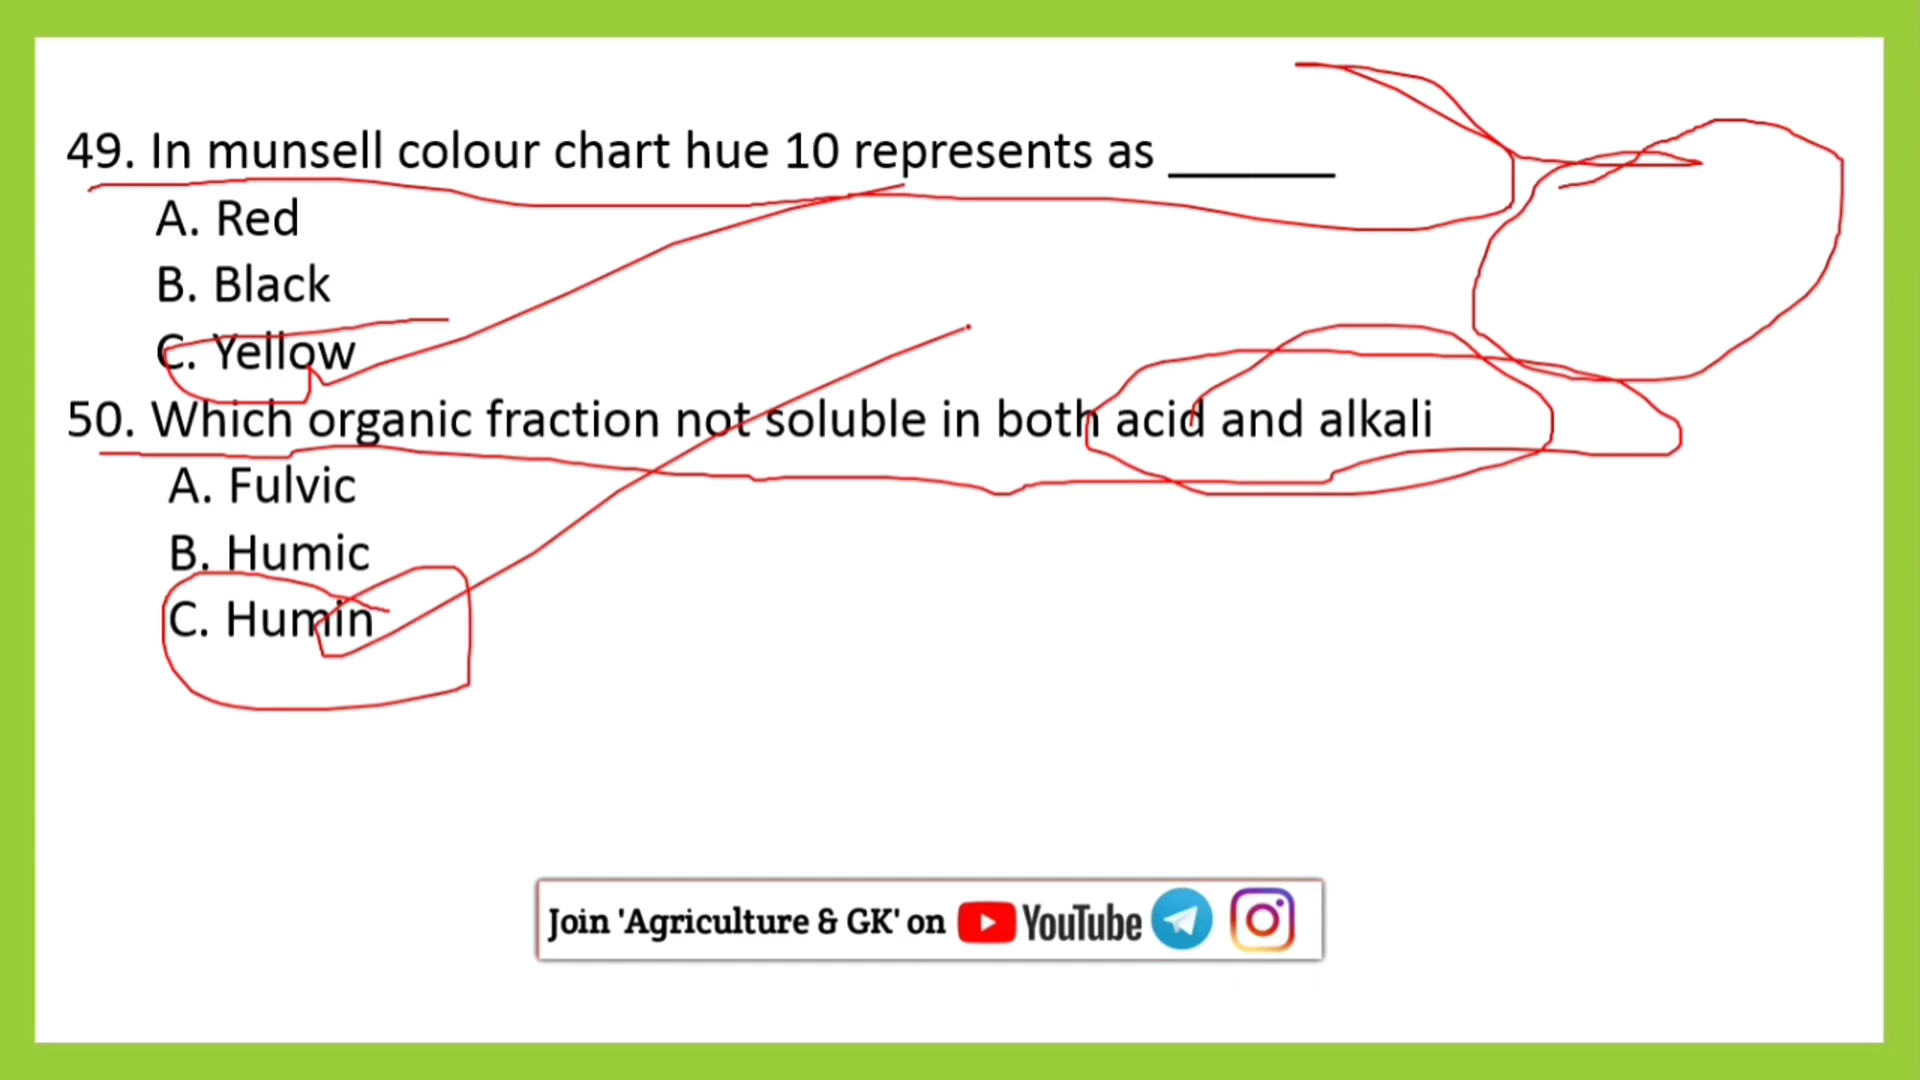 49. In munsell colour chart hue 10 represents as _______
A. Red
B. Black
C. Yellow
50. Which organic fraction not soluble in both acid and alkali
A. Fulvic
B. Humic
C. Humin
Join 'Agriculture & GK' on YouTube